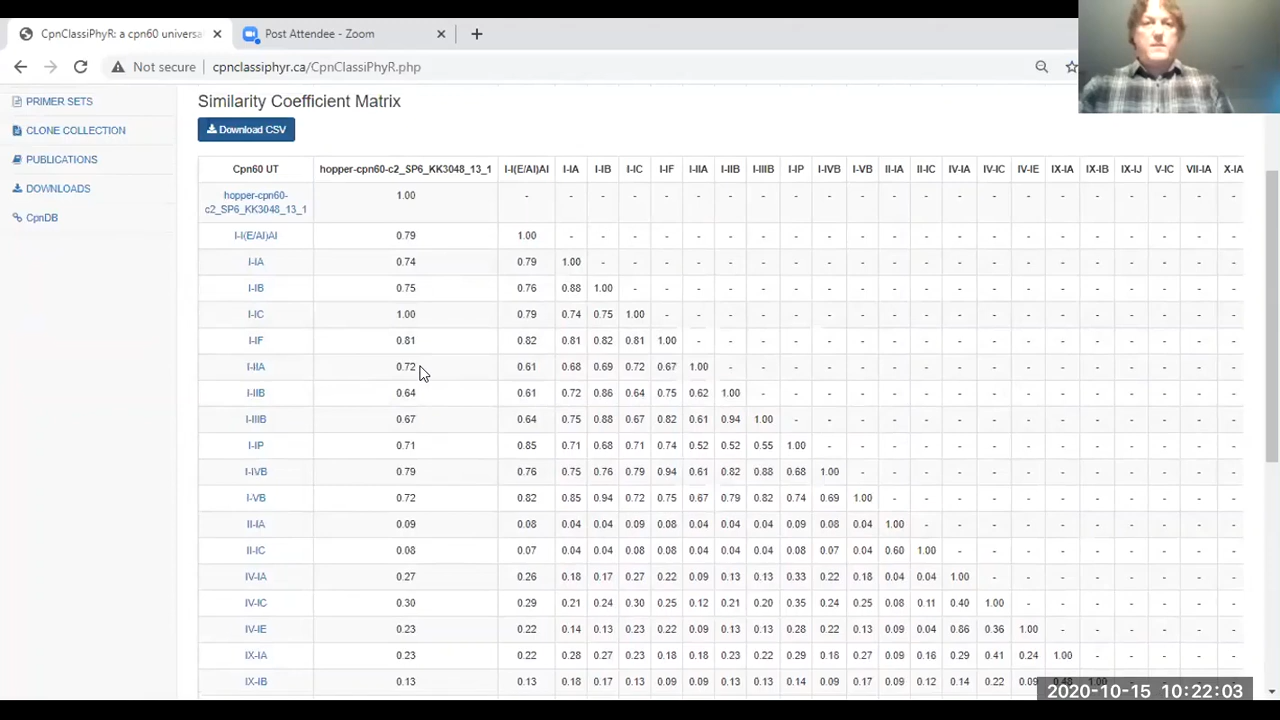 CpnClassiPhyR: a cpn60 universa
Post Attendee - Zoom
Not secure
cpnclassiphyr.ca/CpnClassiPhyR.php
PRIMER SETS
CLONE COLLECTION
PUBLICATIONS
DOWNLOADS
CpnDB
Similarity Coefficient Matrix
Download CSV
Cpn60 UT hopper-cpn60-c2_SP6_KK3048_13_1 I-I(E/AI)AI I-IA I-IB I-IC I-IF I-IIA I-IIB I-IIIB I-IP I-IVB I-VB II-IA II-IC IV-IA IV-IC IV-IE IX-IA IX-IB IX-IJ V-IC VII-IA X-IA
hopper-cpn60-
c2_SP6_KK3048_13_1 1.00 - - - - - - - - - - - - - - - - - - - - - -
I-I(E/AI)AI 0.79 1.00 - - - - - - - - - - - - - - - - - - - - -
I-IA 0.74 0.79 1.00 - - - - - - - - - - - - - - - - - - - -
I-IB 0.75 0.76 0.88 1.00 - - - - - - - - - - - - - - - - - - -
I-IC 1.00 0.79 0.74 0.75 1.00 - - - - - - - - - - - - - - - - - -
I-IF 0.81 0.82 0.81 0.82 0.81 1.00 - - - - - - - - - - - - - - - - -
I-IIA 0.72 0.61 0.68 0.69 0.72 0.67 1.00 - - - - - - - - - - - - - - - -
I-IIB 0.64 0.61 0.72 0.86 0.64 0.75 0.62 1.00 - - - - - - - - - - - - - - -
I-IIIB 0.67 0.64 0.75 0.88 0.67 0.82 0.61 0.94 1.00 - - - - - - - - - - - - - -
I-IP 0.71 0.85 0.71 0.68 0.71 0.74 0.52 0.52 0.55 1.00 - - - - - - - - - - - - -
I-IVB 0.79 0.76 0.75 0.76 0.79 0.94 0.61 0.82 0.88 0.68 1.00 - - - - - - - - - - - -
I-VB 0.72 0.82 0.85 0.94 0.72 0.75 0.67 0.79 0.82 0.74 0.69 1.00 - - - - - - - - - - -
II-IA 0.09 0.08 0.04 0.04 0.09 0.08 0.04 0.04 0.04 0.09 0.08 0.04 1.00 - - - - - - - - - -
II-IC 0.08 0.07 0.04 0.04 0.08 0.08 0.04 0.04 0.04 0.08 0.07 0.04 0.60 1.00 - - - - - - - - -
IV-IA 0.27 0.26 0.18 0.17 0.27 0.22 0.09 0.13 0.13 0.33 0.22 0.18 0.04 0.04 1.00 - - - - - - - -
IV-IC 0.30 0.29 0.21 0.24 0.30 0.25 0.12 0.21 0.20 0.35 0.24 0.25 0.08 0.11 0.40 1.00 - - - - - - -
IV-IE 0.23 0.22 0.14 0.13 0.23 0.22 0.09 0.13 0.13 0.28 0.22 0.13 0.09 0.04 0.86 0.36 1.00 - - - - - -
IX-IA 0.23 0.22 0.28 0.27 0.23 0.18 0.18 0.23 0.22 0.29 0.18 0.27 0.09 0.16 0.29 0.41 0.24 1.00 - - - - -
IX-IB 0.13 0.13 0.18 0.17 0.13 0.09 0.09 0.18 0.17 0.14 0.09 0.17 0.09 0.12 0.14 0.22 0.09 1.00 - - - -
2020-10-15 10:22:03